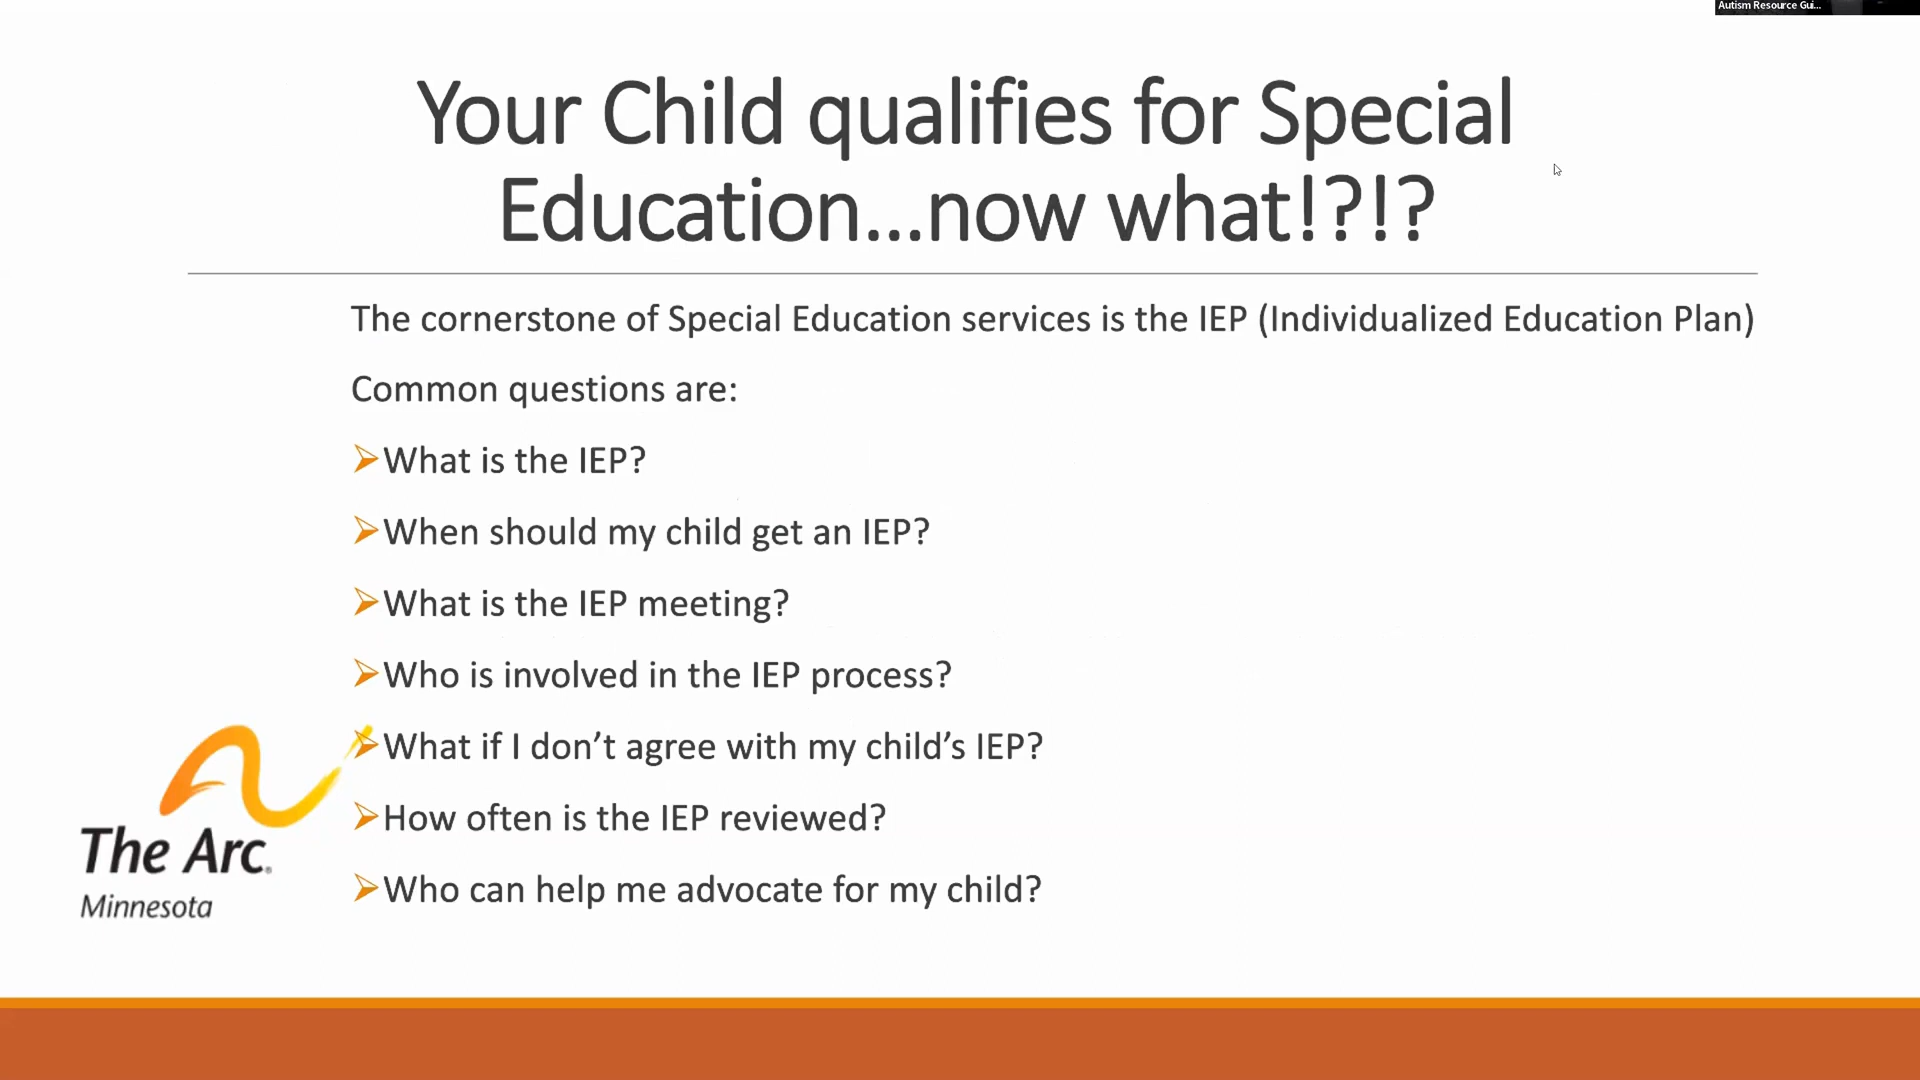 Autism Resource Gui...
Your Child qualifies for Special
Education...now what!?!?
The cornerstone of Special Education services is the IEP (Individualized Education Plan)
Common questions are:
What is the IEP?
When should my child get an IEP?
What is the IEP meeting?
Who is involved in the IEP process?
What if I don’t agree with my child’s IEP?
How often is the IEP reviewed?
Who can help me advocate for my child?
The Arc®
Minnesota